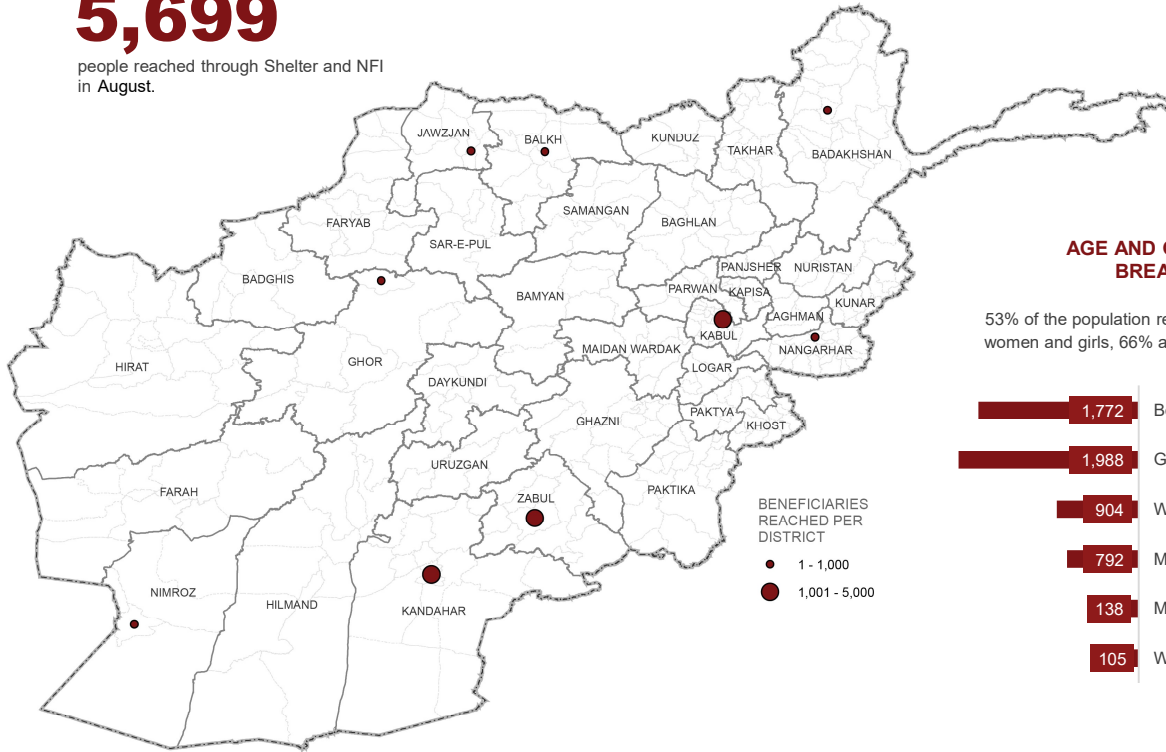 5,699
people reached through Shelter and NFI
in August.
JAWZJAN
BALKH
KUNDUZ
TAKHAR
BADAKHSHAN
FARYAB
SAMANGAN
BAGHLAN
SAR-E-PUL
BADGHIS
PANJSHER
NURISTAN
BAMYAN
PARWAN
KAPISA
KUNAR
LAGHMAN
KABUL
HIRAT
GHOR
MAIDAN WARDAK
NANGARHAR
DAYKUNDI
LOGAR
GHAZNI
PAKTYA
KHOST
URUZGAN
FARAH
ZABUL
PAKTIKA
NIMROZ
HILMAND
KANDAHAR
BENEFICIARIES
REACHED PER
DISTRICT
1 - 1,000
1,001 - 5,000
AGE AND
BREA
53% of the population re
women and girls, 66% a
1,772 B
1,988 G
904 W
792 M
138 M
105 W